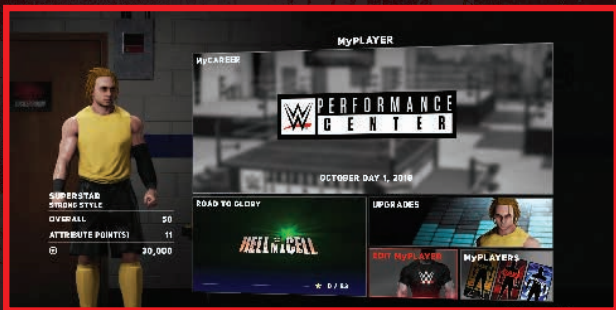 MyPLAYER
MyCAREER
W PERFORMANCE
CENTER
OCTOBER DAY 1, 2018
SUPERSTAR
STRONG STYLE
OVERALL 50
ATTRIBUTE POINT(S) 11
30,000
ROAD TO GLORY
HELL IN A CELL
UPGRADES
EDIT MyPLAYER
MyPLAYERS
W